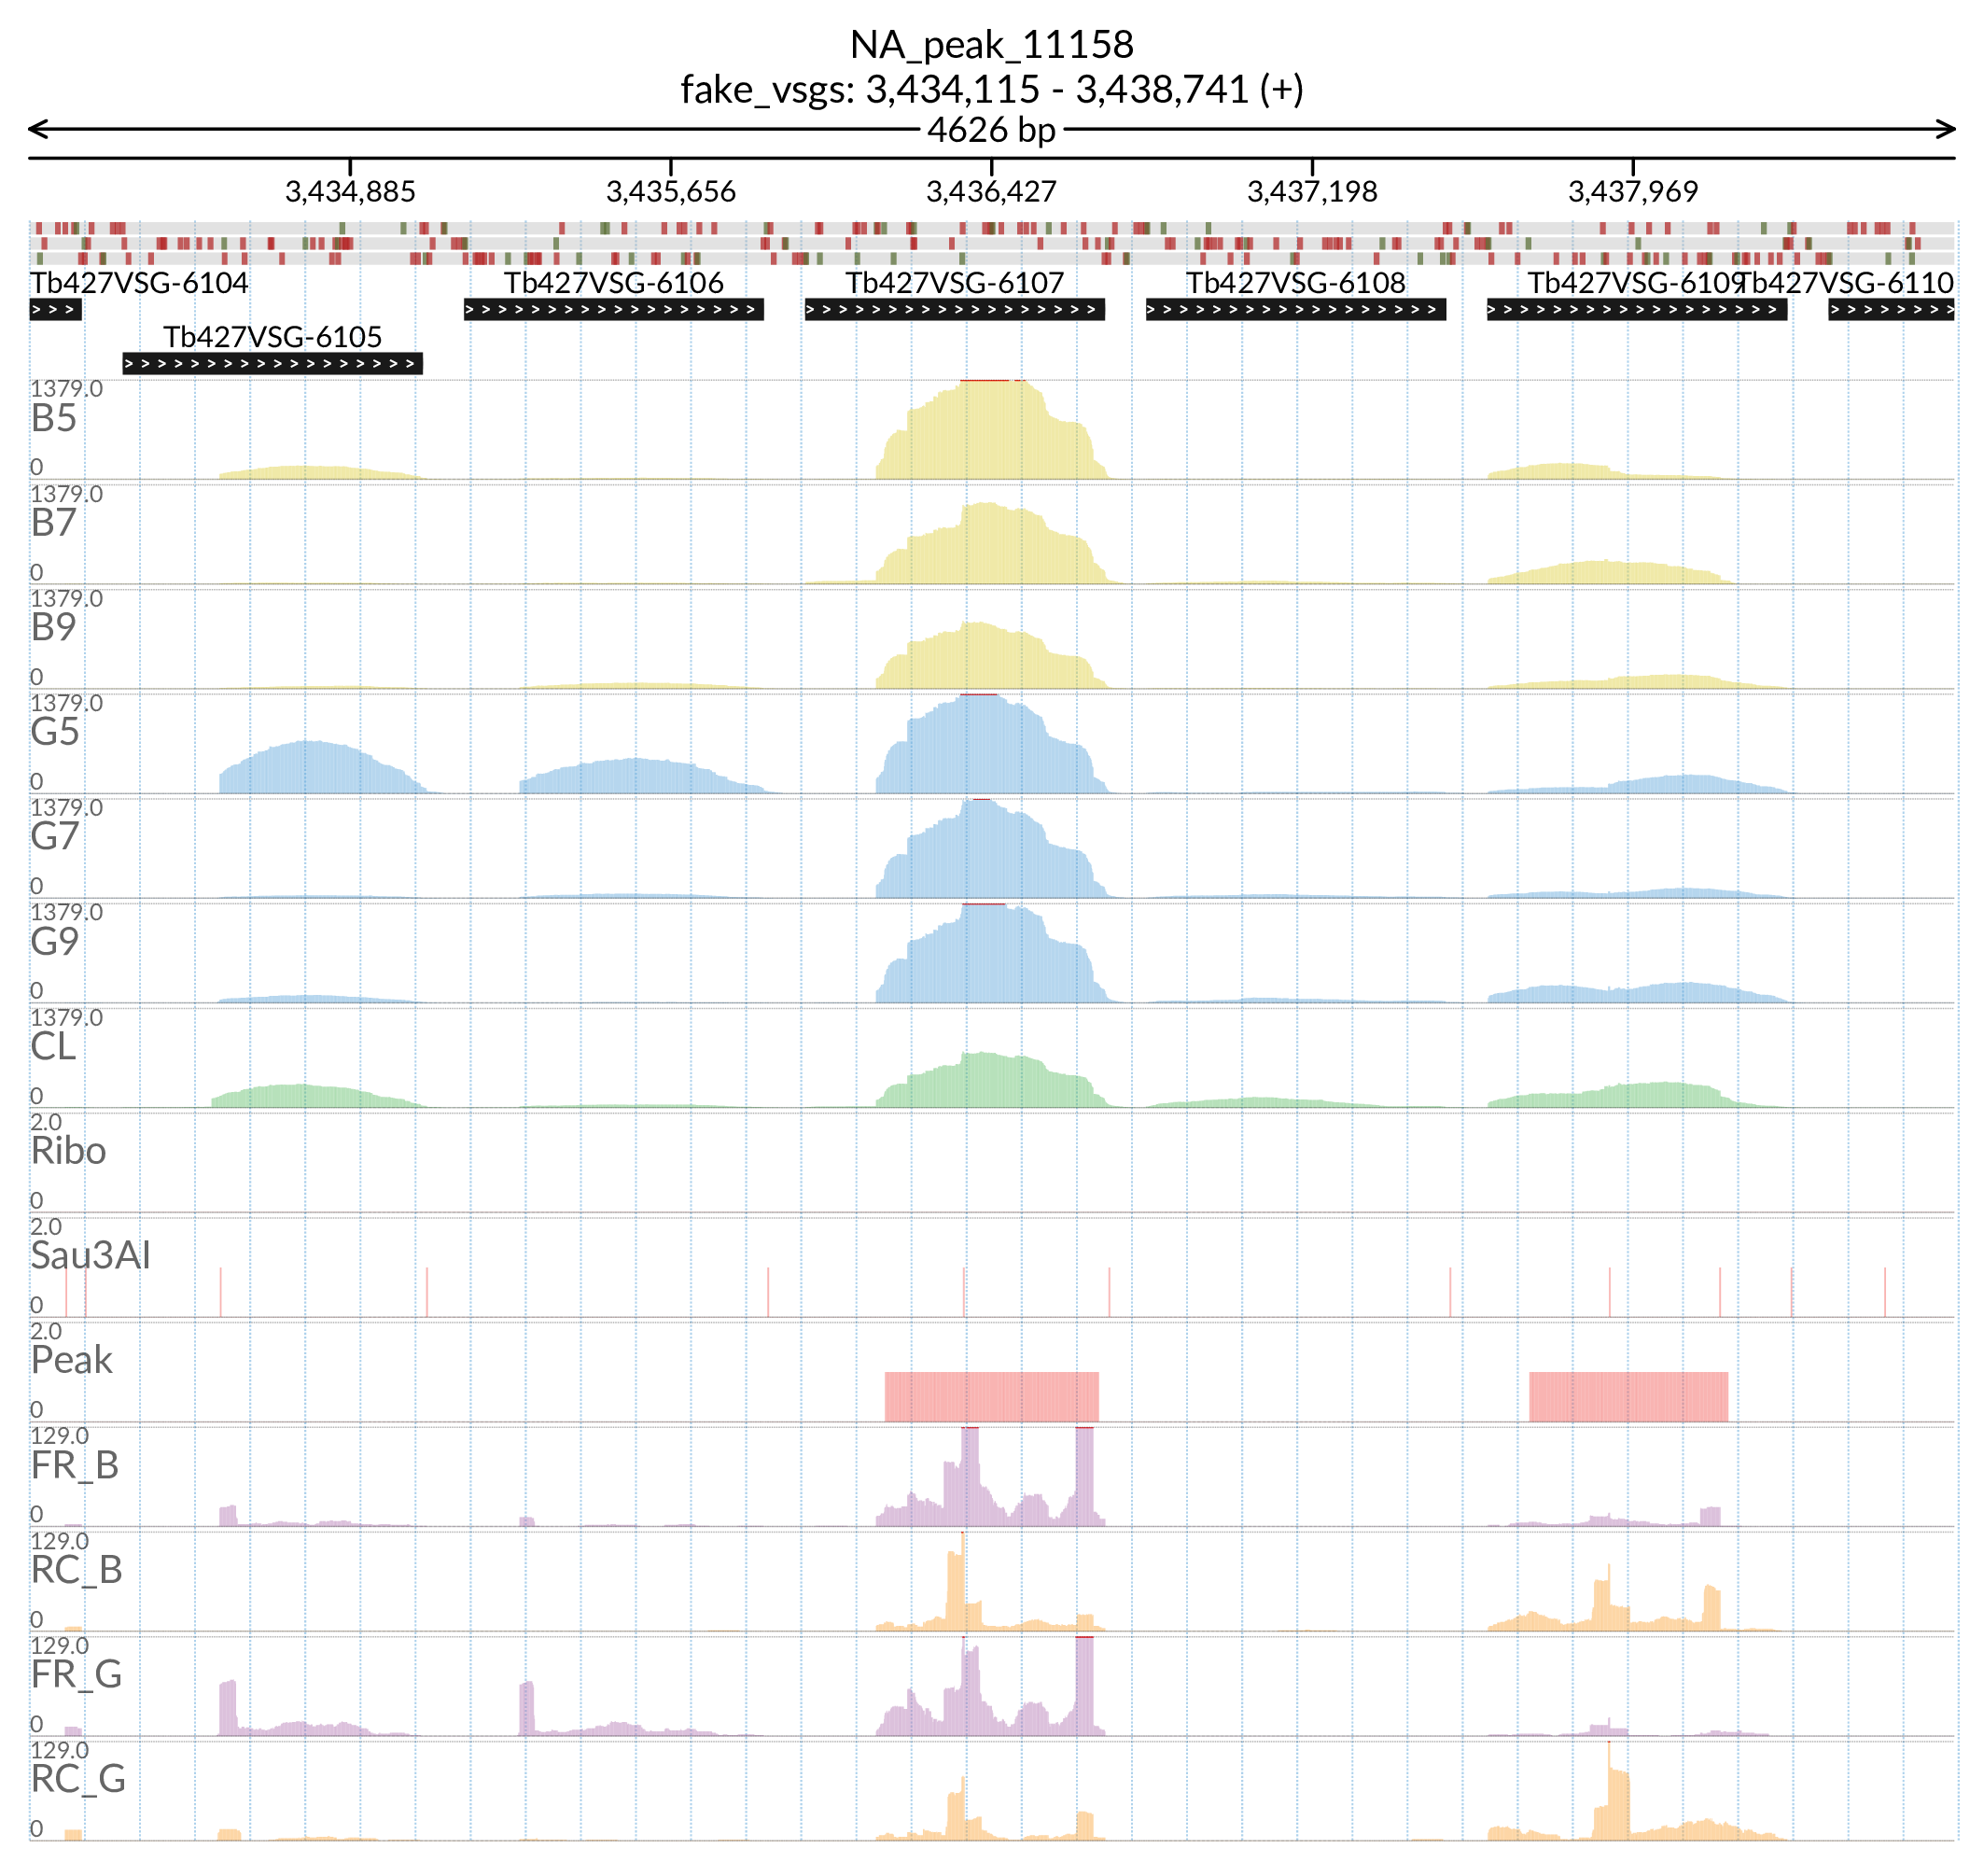 NA_peak_11158
fake_vsgs: 3,434,115 - 3,438,741 (+)
4626 bp
3,434,885 3,435,656 3,436,427 3,437,198 3,437,969
Tb427VSG-6104 Tb427VSG-6106 Tb427VSG-6107 Tb427VSG-6108 Tb427VSG-6109 Tb427VSG-6110
Tb427VSG-6105
1379.0
B5
0
1379.0
B7
0
1379.0
B9
0
1379.0
G5
0
1379.0
G7
0
1379.0
G9
0
1379.0
CL
0
2.0
Ribo
0
2.0
Sau3AI
0
2.0
Peak
0
129.0
FR_B
0
129.0
RC_B
0
129.0
FR_G
0
129.0
RC_G
0